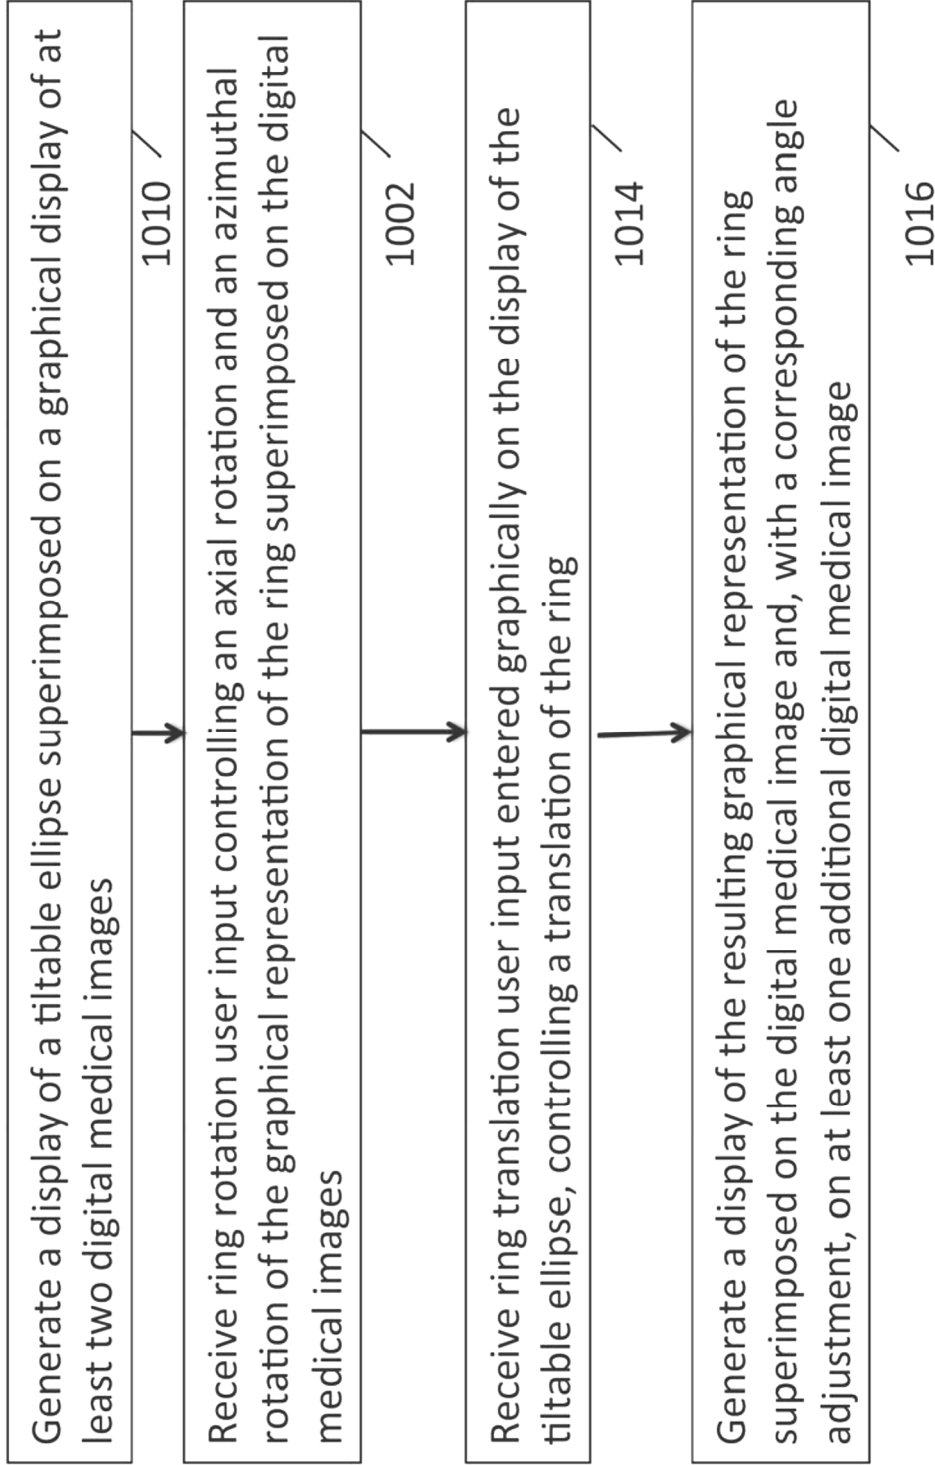 Generate a display of a tiltable ellipse superimposed on a graphical display of at
least two digital medical images
1010
Receive ring rotation user input controlling an axial rotation and an azimuthal
rotation of the graphical representation of the ring superimposed on the digital
medical images
1002
Receive ring translation user input entered graphically on the display of the
tiltable ellipse, controlling a translation of the ring
1014
Generate a display of the resulting graphical representation of the ring
superimposed on the digital medical image and, with a corresponding angle
adjustment, on at least one additional digital medical image
1016